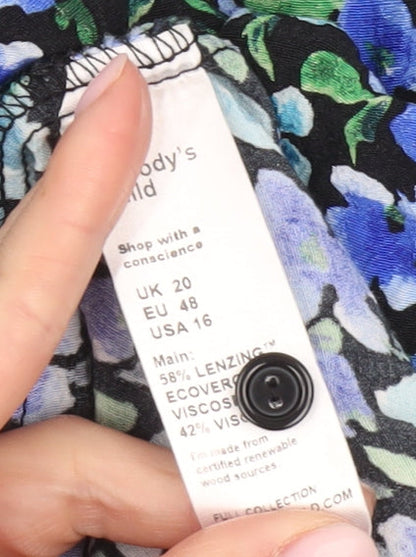 ody's
ld
Shop with a
conscience
UK 20
EU 48
USA 16
Main:
58% LENZING™
ECOVERO
VISCOS
42% VISC
I'm made from
certified renewable
wood sources.
FULL COLLECTION
D.COM